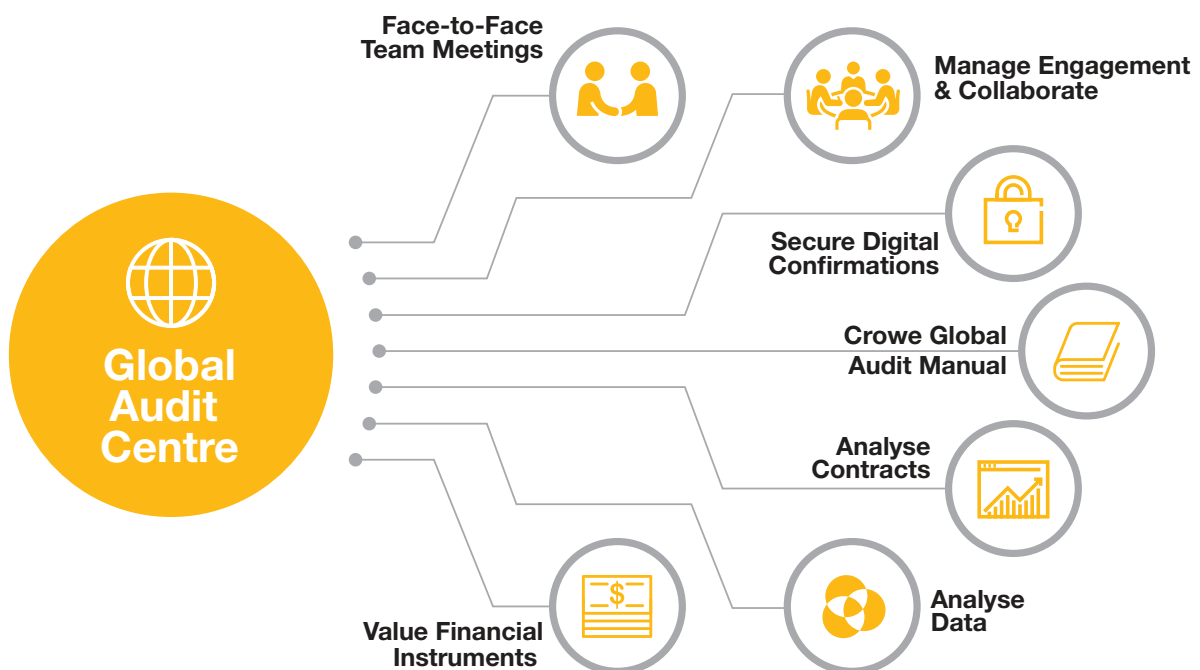 Face-to-Face
Team Meetings
Manage Engagement
& Collaborate
Secure Digital
Confirmations
Global
Audit
Centre
Crowe Global
Audit Manual
Analyse
Contracts
$
Analyse
Data
Value Financial
Instruments